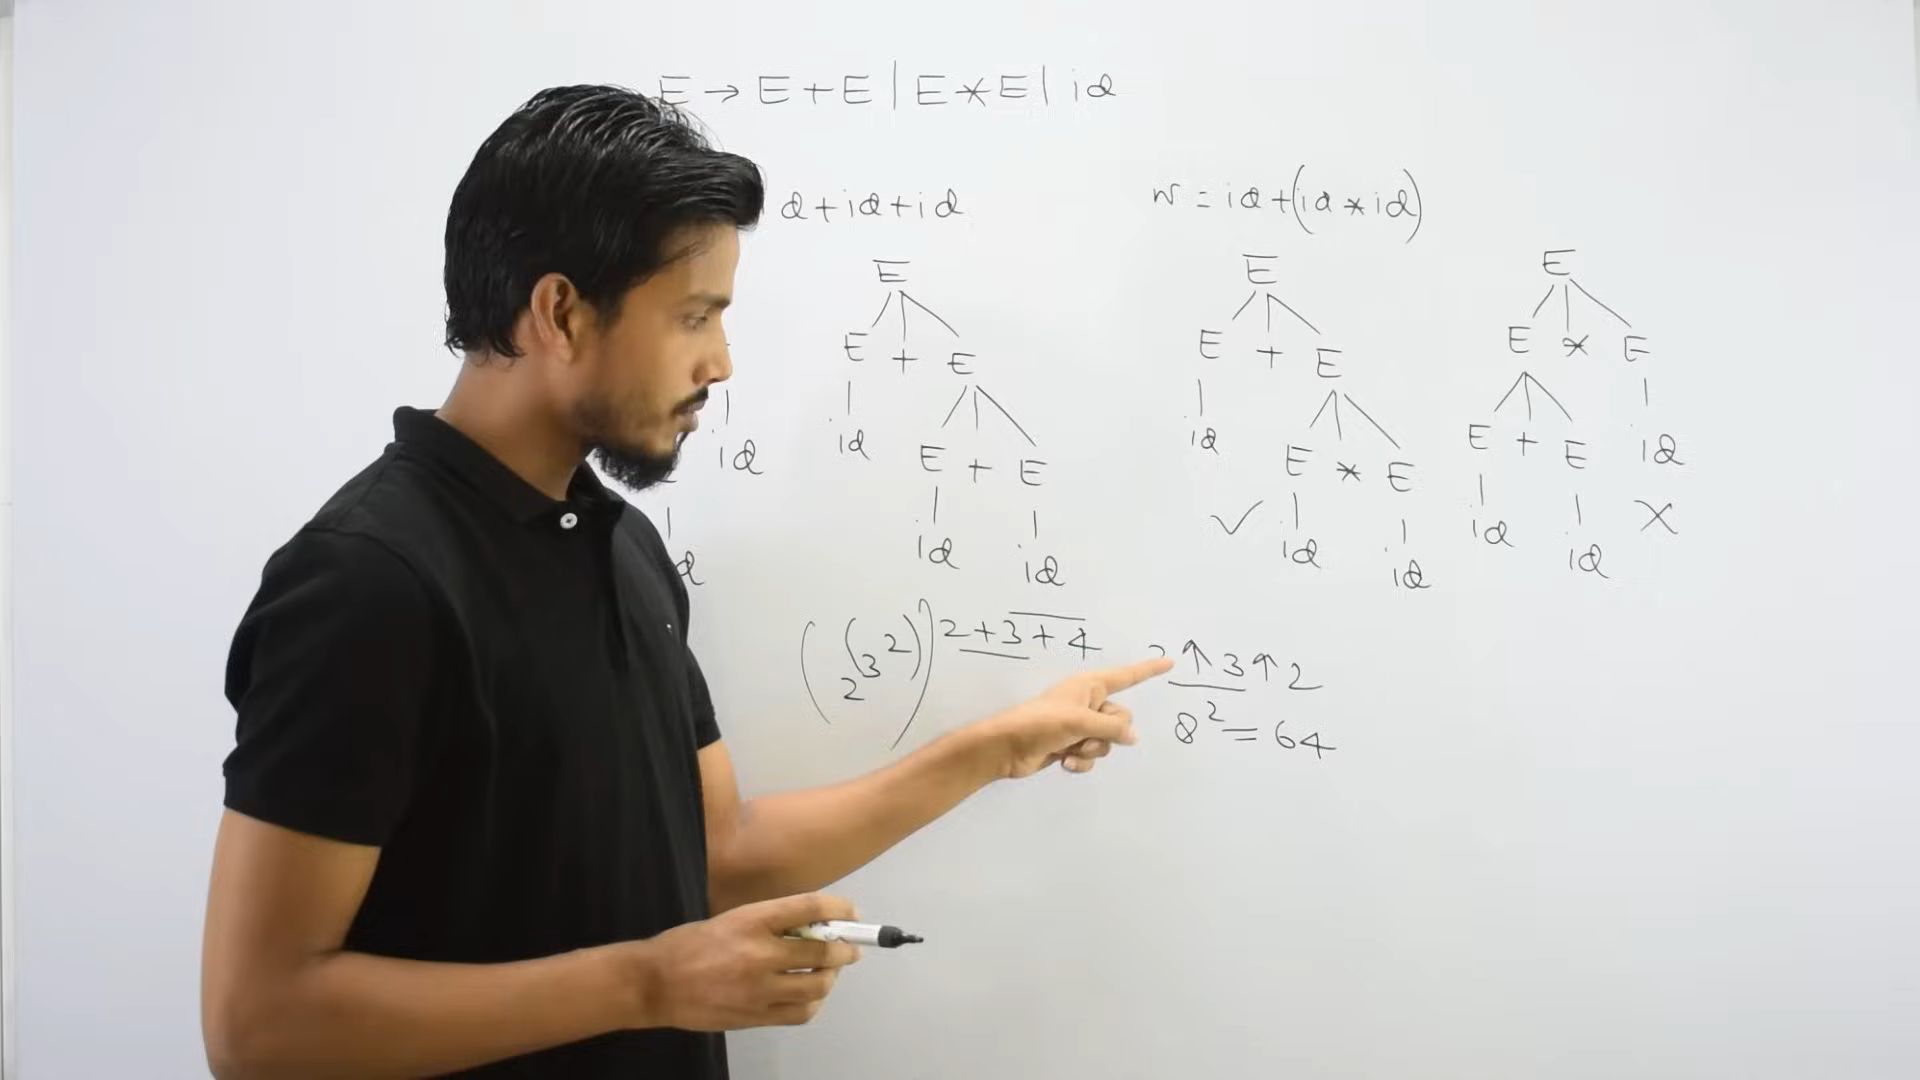 E → E + E | E * E | id
d + id + id
w = id + (id * id)
E E E
E + E E + E E * E
id id E + E id E * E E + E id
id id id ✓ id id id id X
d
((3²)2) 2 + 3 + 4
2 ↑ 3 ↑ 2
8² = 64